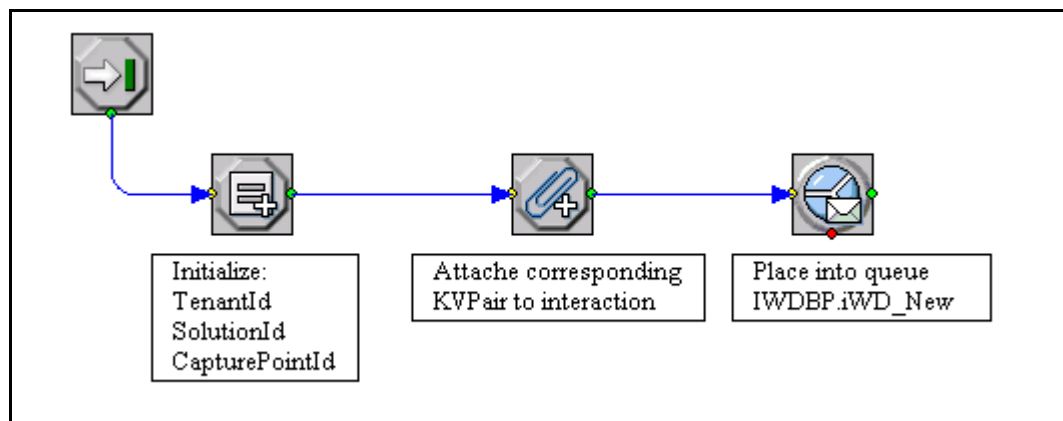 Initialize:
TenantId
SolutionId
CapturePointId
Attache corresponding
KVPair to interaction
Place into queue
IWDBP.iWD_New